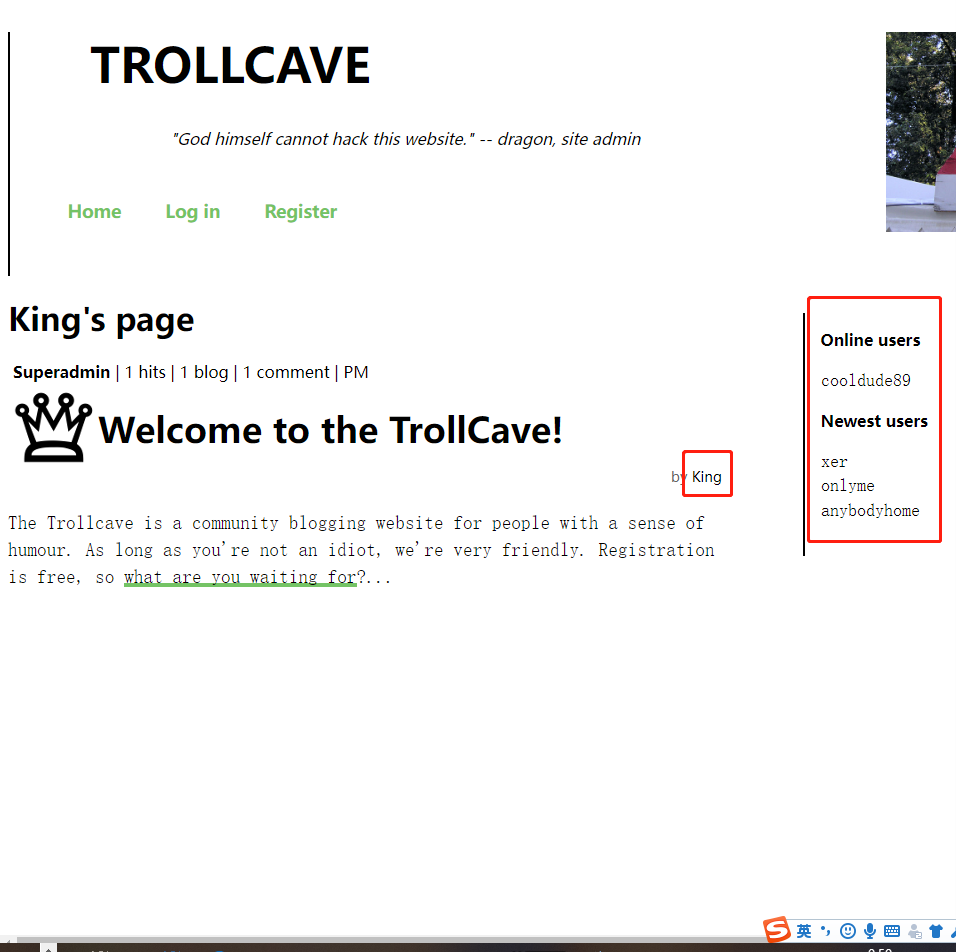 TROLLCAVE
"God himself cannot hack this website." -- dragon, site admin
Home Log in Register
King's page
Superadmin | 1 hits | 1 blog | 1 comment | PM
Welcome to the TrollCave!
by King
The Trollcave is a community blogging website for people with a sense of
humour. As long as you're not an idiot, we're very friendly. Registration
is free, so what are you waiting for?...
Online users
cooldude89
Newest users
xer
onlyme
anybodyhome
S 英